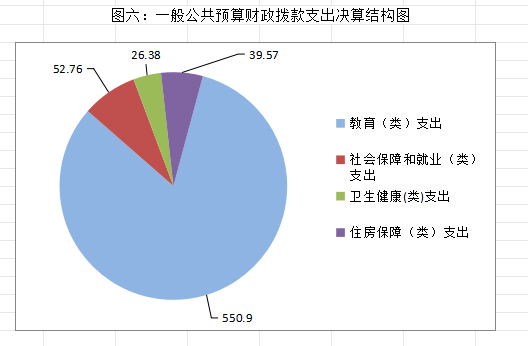 图六：一般公共预算财政拨款支出决算结构图
52.76
26.38
39.57
550.9
教育（类）支出
社会保障和就业（类）
支出
卫生健康(类)支出
住房保障（类）支出